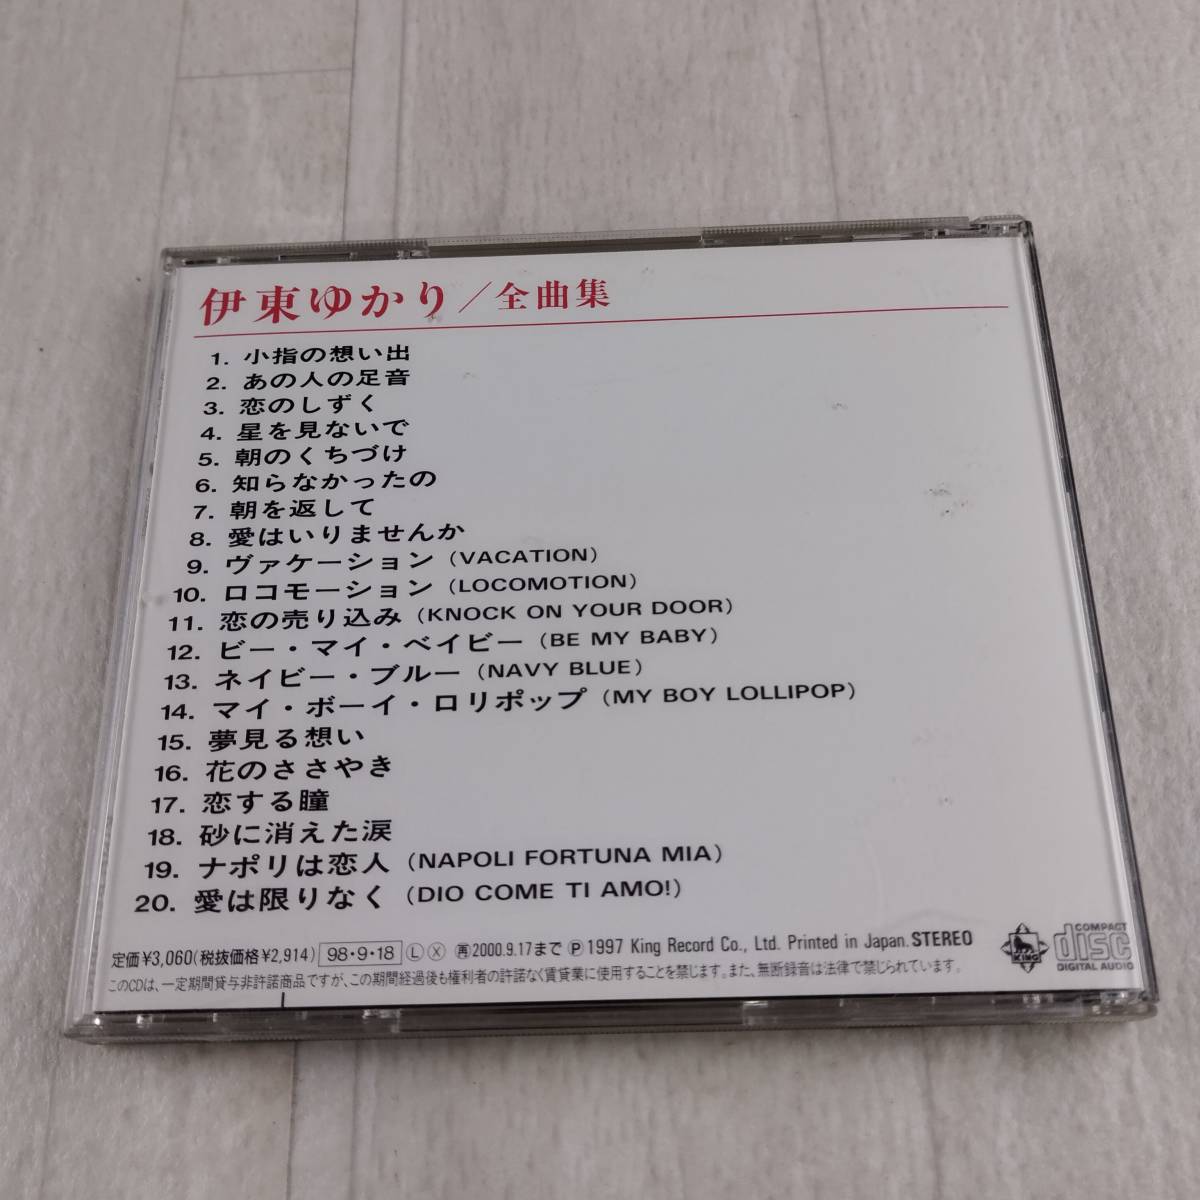 伊東ゆかり／全曲集
1. 小指の想い出
2. あの人の足音
3. 恋のしずく
4. 星を見ないで
5. 朝のくちづけ
6. 知らなかったの
7. 朝を返して
8. 愛はいりませんか
9. ヴァケーション (VACATION)
10. ロコモーション (LOCOMOTION)
11. 恋の売り込み (KNOCK ON YOUR DOOR)
12. ビー・マイ・ベイビー (BE MY BABY)
13. ネイビー・ブルー (NAVY BLUE)
14. マイ・ボーイ・ロリポップ (MY BOY LOLLIPOP)
15. 夢見る想い
16. 花のささやき
17. 恋する瞳
18. 砂に消えた涙
19. ナポリは恋人 (NAPOLI FORTUNA MIA)
20. 愛は限りなく (DIO COME TI AMO!)
定価¥3,060(税抜価格¥2,914) 98・9・18 Ⓛ Ⓧ ㊢2000.9.17まで Ⓟ1997 King Record Co., Ltd. Printed in Japan. STEREO
KING
COMPACT disc DIGITAL AUDIO
このCDは、一定期間貸与非許諾商品ですが、この期間経過後も権利者の許諾なく賃貸業に使用することを禁じます。また、無断録音は法律で禁じられています。